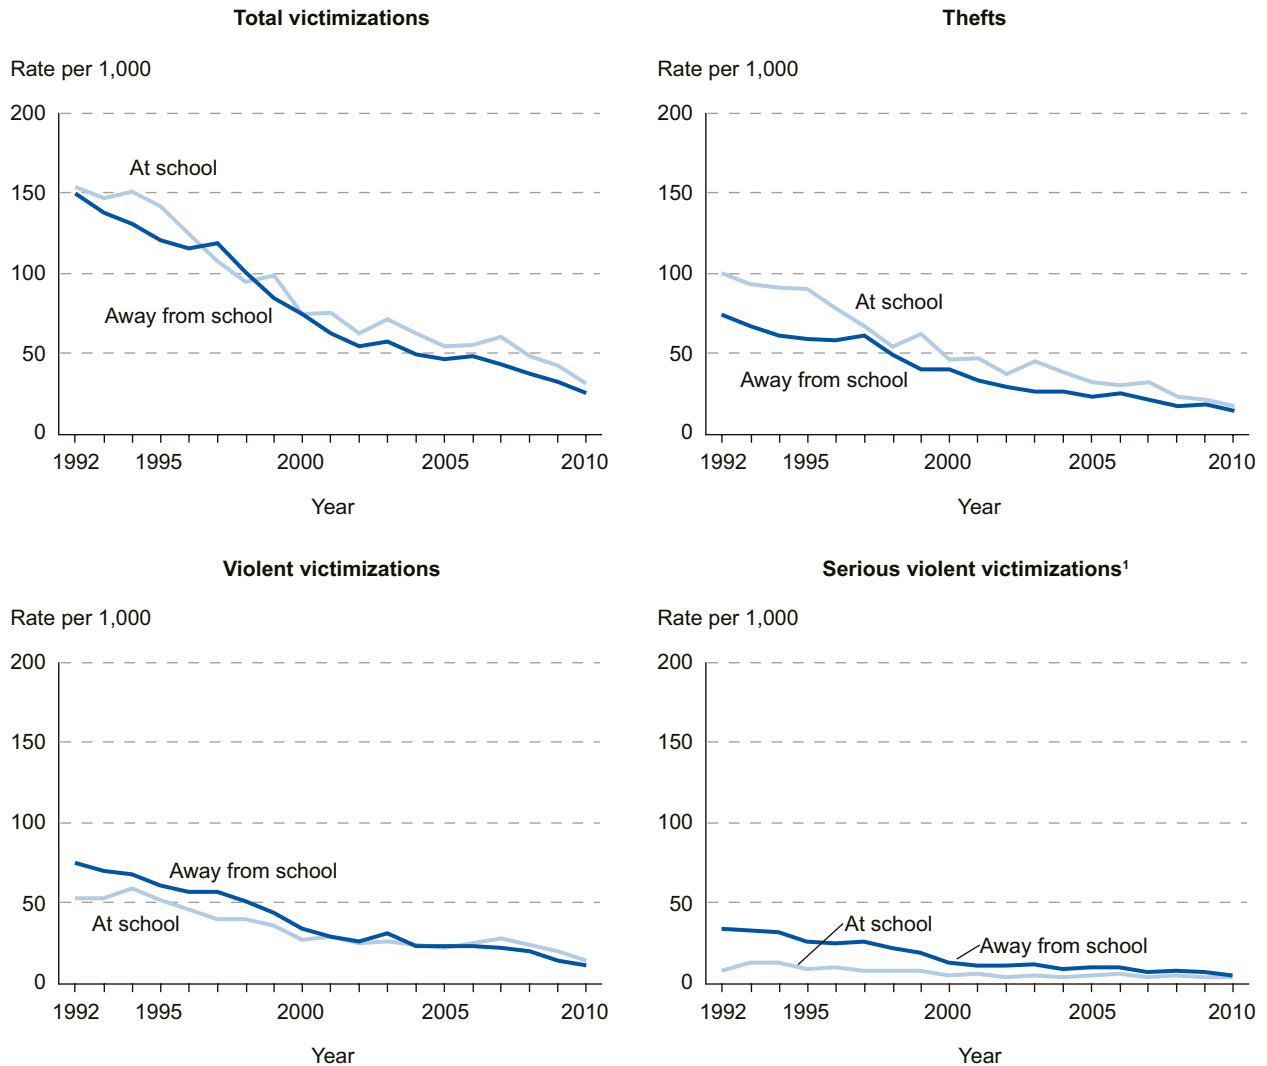 Total victimizations
Rate per 1,000
200
150
100
50
0
At school
Away from school
1992 1995 2000 2005 2010
Year
Thefts
Rate per 1,000
200
150
100
50
0
At school
Away from school
1992 1995 2000 2005 2010
Year
Violent victimizations
Rate per 1,000
200
150
100
50
0
Away from school
At school
1992 1995 2000 2005 2010
Year
Serious violent victimizations¹
Rate per 1,000
200
150
100
50
0
At school
Away from school
1992 1995 2000 2005 2010
Year